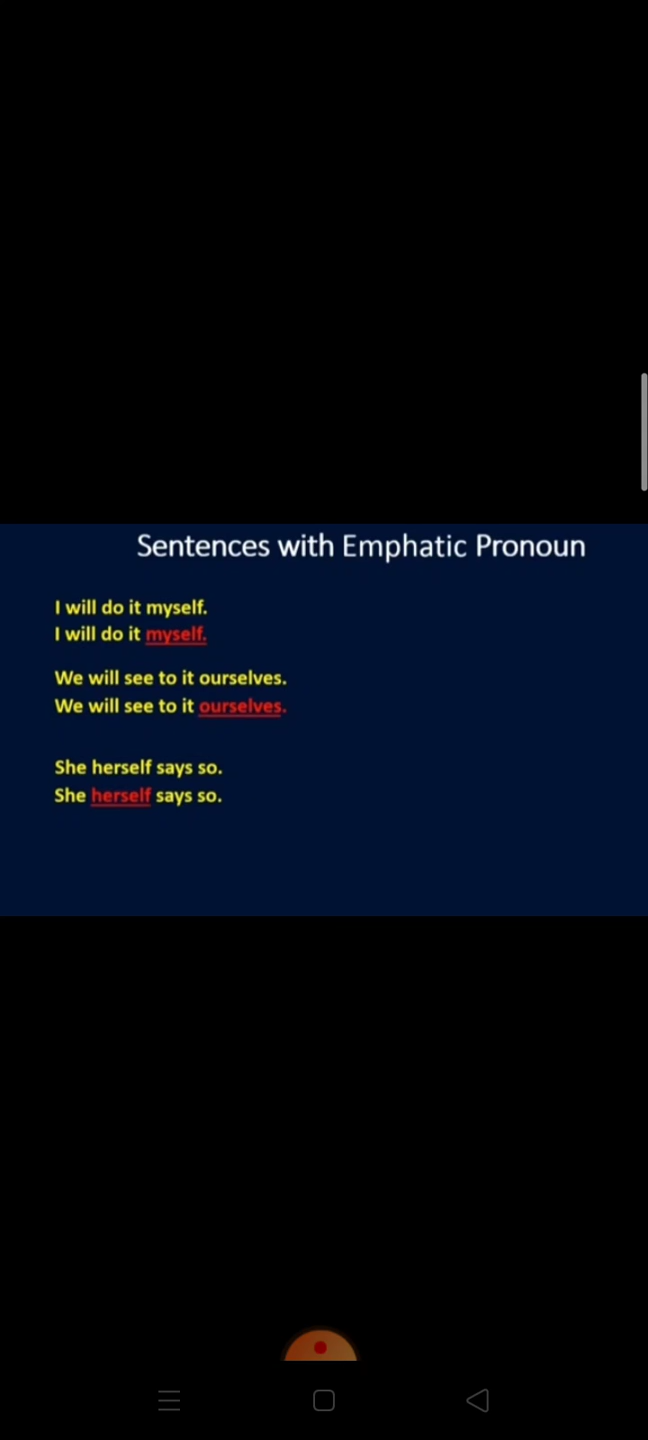 Sentences with Emphatic Pronoun
I will do it myself.
I will do it myself.
We will see to it ourselves.
We will see to it ourselves.
She herself says so.
She herself says so.